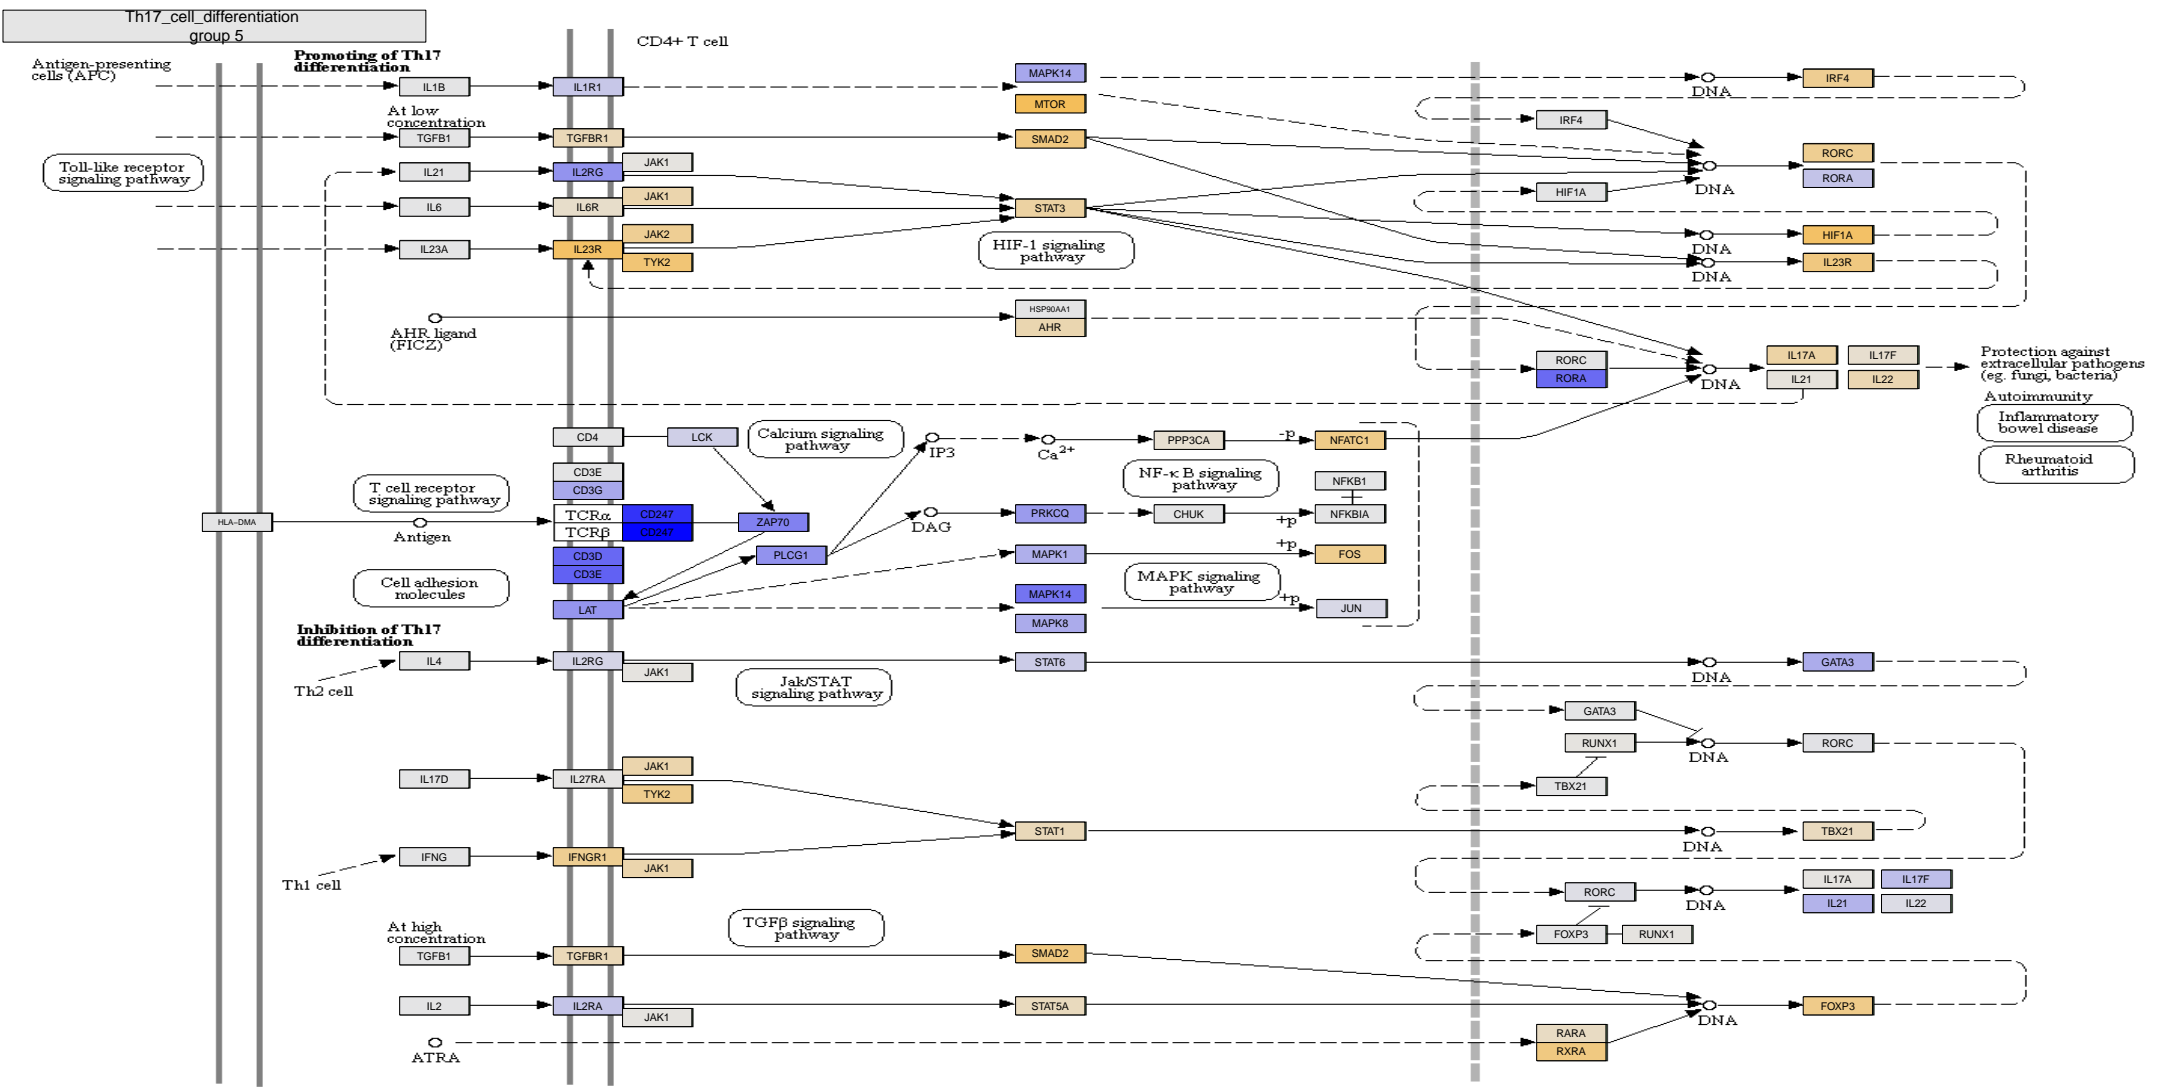 Th17_cell_differentiation
group 5
CD4+ T cell
Antigen-presenting
cells (APC)
Promoting of Th17
differentiation
IL1B
IL1R1
MAPK14
MTOR
DNA
IRF4
At low
concentration
TGFB1
TGFBR1
SMAD2
IRF4
Toll-like receptor
signaling pathway
IL21
IL2RG
JAK1
DNA
RORC
RORA
IL6
IL6R
JAK1
STAT3
HIF1A
IL23A
IL23R
JAK2
TYK2
HIF-1 signaling
pathway
DNA
HIF1A
DNA
IL23R
AHR ligand
(FICZ)
HSP90AA1
AHR
RORC
RORA
DNA
IL17A
IL17F
IL21
IL22
Protection against
extracellular pathogens
(eg. fungi, bacteria)
Autoimmunity
Inflammatory
bowel disease
Rheumatoid
arthritis
CD4
LCK
Calcium signaling
pathway
IP3
Ca2+
PPP3CA
-p
NFATC1
CD3E
CD3G
T cell receptor
signaling pathway
NF-κ B signaling
pathway
NFKB1
HLA-DMA
Antigen
TCRα
CD247
TCRβ
CD247
ZAP70
DAG
PRKCQ
CHUK
+p
NFKBIA
CD3D
CD3E
PLCG1
MAPK1
+p
FOS
Cell adhesion
molecules
MAPK signaling
pathway
LAT
MAPK14
MAPK8
+p
JUN
Inhibition of Th17
differentiation
Th2 cell
IL4
IL2RG
JAK1
Jak/STAT
signaling pathway
STAT6
DNA
GATA3
GATA3
RUNX1
DNA
RORC
TBX21
IL17D
IL27RA
JAK1
TYK2
STAT1
DNA
TBX21
Th1 cell
IFNG
IFNGR1
JAK1
RORC
DNA
IL17A
IL17F
IL21
IL22
FOXP3
RUNX1
At high
concentration
TGFB1
TGFBR1
TGFβ signaling
pathway
SMAD2
IL2
IL2RA
JAK1
STAT5A
DNA
FOXP3
ATRA
RARA
RXRA